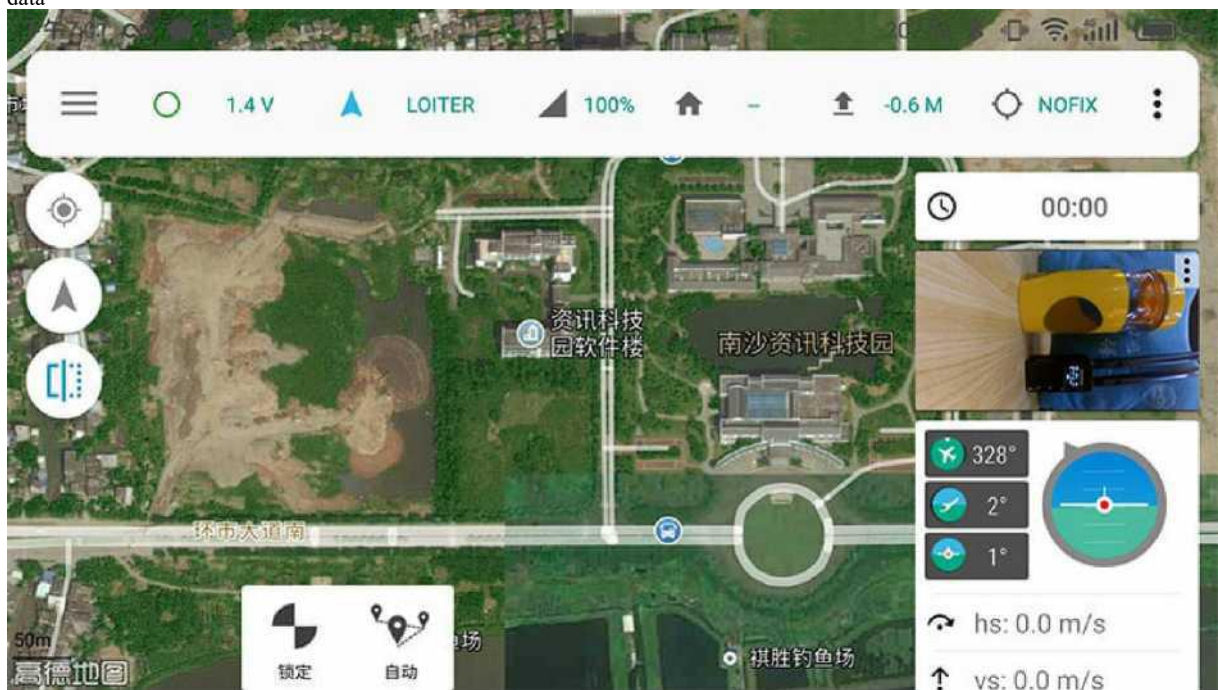 data
1.4 V
LOITER
100%
-
-0.6 M
NOFIX
00:00
资讯科技
园软件楼
南沙资讯科技园
328°
2°
1°
环市大道南
hs: 0.0 m/s
50m
锁定
自动
场
祺胜钓鱼场
vs: 0.0 m/s
高德地图